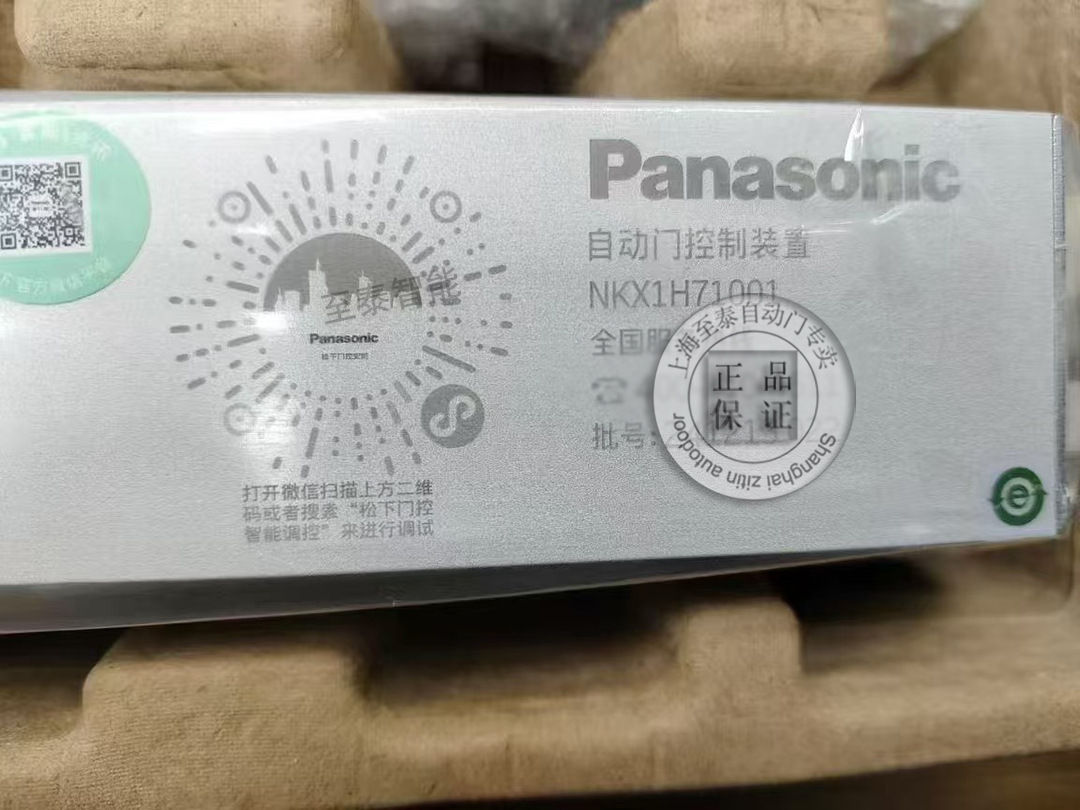 Panasonic
自动门控制装置
NKX1H71001
全国服
批号:
至泰智能
Panasonic
打开微信扫描上方二维
码或者搜素“松下门控
智能调控”来进行调试
上海至泰自动门专卖
正品
保证
Shanghai zitin autodoor